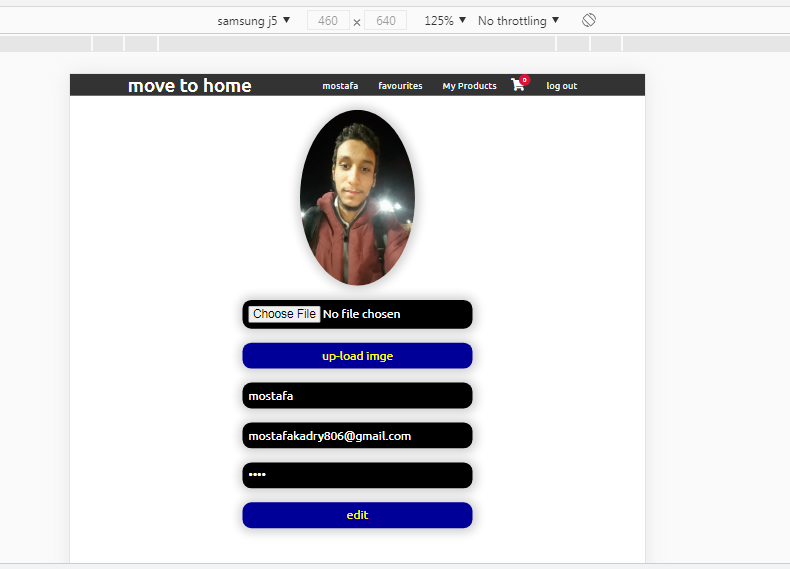 samsung j5 460 × 640 125% No throttling
move to home mostafa favourites My Products 0 log out
Choose File No file chosen
up-load imge
mostafa
mostafakadry806@gmail.com
••••
edit